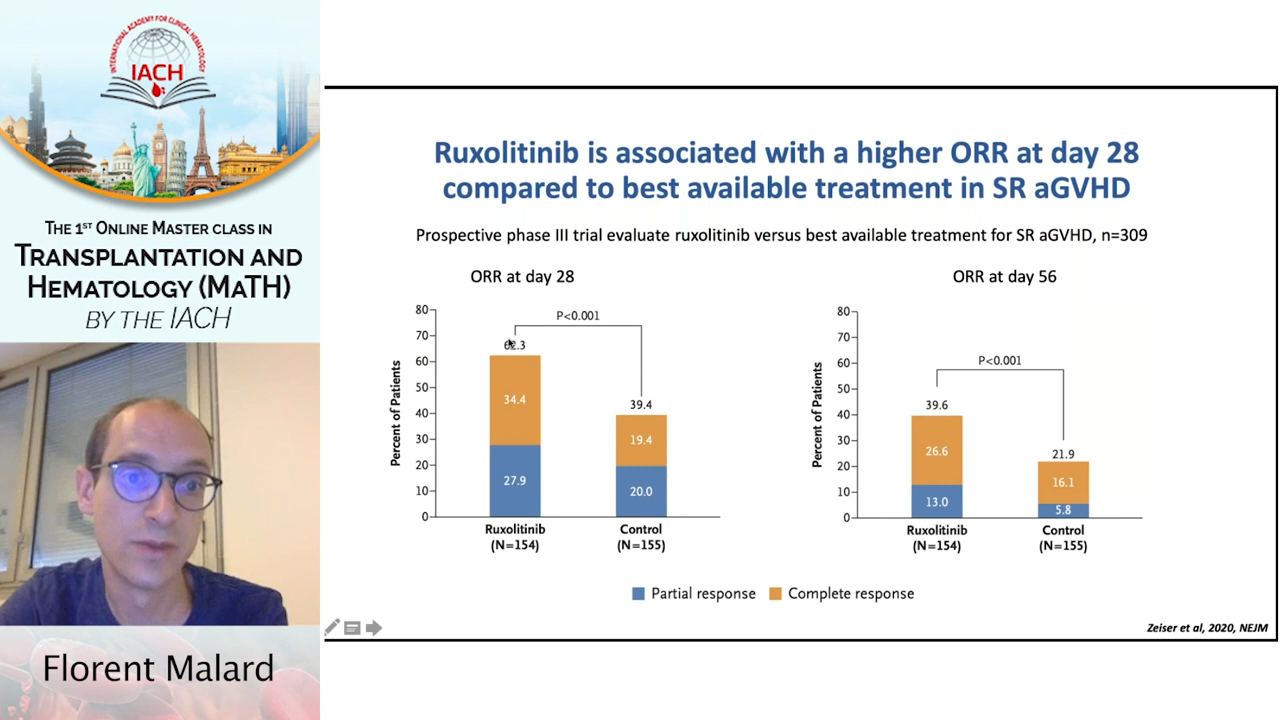 INTERNATIONAL ACADEMY FOR CLINICAL HEMATOLOGY
IACH
THE 1ST ONLINE MASTER CLASS IN
TRANSPLANTATION AND
HEMATOLOGY (MATH)
BY THE IACH
Florent Malard
Ruxolitinib is associated with a higher ORR at day 28
compared to best available treatment in SR aGVHD
Prospective phase III trial evaluate ruxolitinib versus best available treatment for SR aGVHD, n=309
ORR at day 28
Percent of Patients
80
70
60
50
40
30
20
10
0
P<0.001
62.3
34.4
27.9
39.4
19.4
20.0
Ruxolitinib
(N=154)
Control
(N=155)
ORR at day 56
Percent of Patients
80
70
60
50
40
30
20
10
0
P<0.001
39.6
26.6
13.0
21.9
16.1
5.8
Ruxolitinib
(N=154)
Control
(N=155)
Partial response
Complete response
Zeiser et al, 2020, NEJM